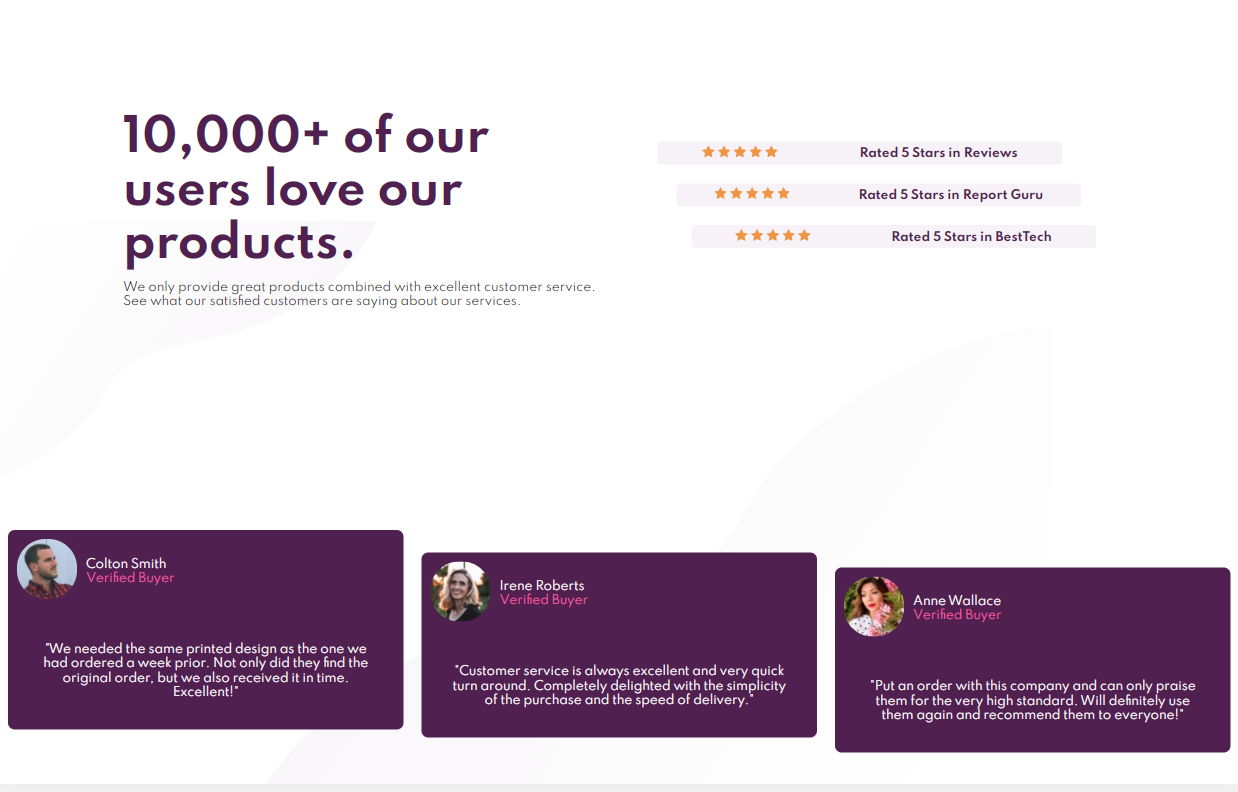 10,000+ of our
users love our
products.
We only provide great products combined with excellent customer service.
See what our satisfied customers are saying about our services.
Rated 5 Stars in Reviews
Rated 5 Stars in Report Guru
Rated 5 Stars in BestTech
Colton Smith
Verified Buyer
"We needed the same printed design as the one we
had ordered a week prior. Not only did they find the
original order, but we also received it in time.
Excellent!"
Irene Roberts
Verified Buyer
"Customer service is always excellent and very quick
turn around. Completely delighted with the simplicity
of the purchase and the speed of delivery."
Anne Wallace
Verified Buyer
"Put an order with this company and can only praise
them for the very high standard. Will definitely use
them again and recommend them to everyone!"